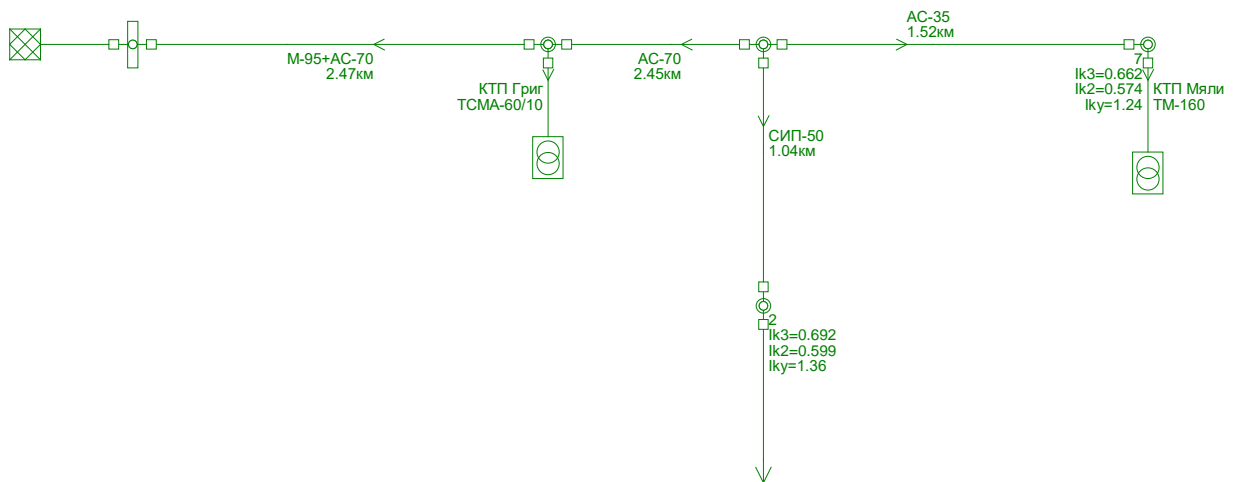 АС-35
1.52км
М-95+АС-70
2.47км
АС-70
2.45км
КТП Григ
ТСМА-60/10
7
Ik3=0.662
Ik2=0.574
Iky=1.24
КТП Мяли
ТМ-160
СИП-50
1.04км
2
Ik3=0.692
Ik2=0.599
Iky=1.36